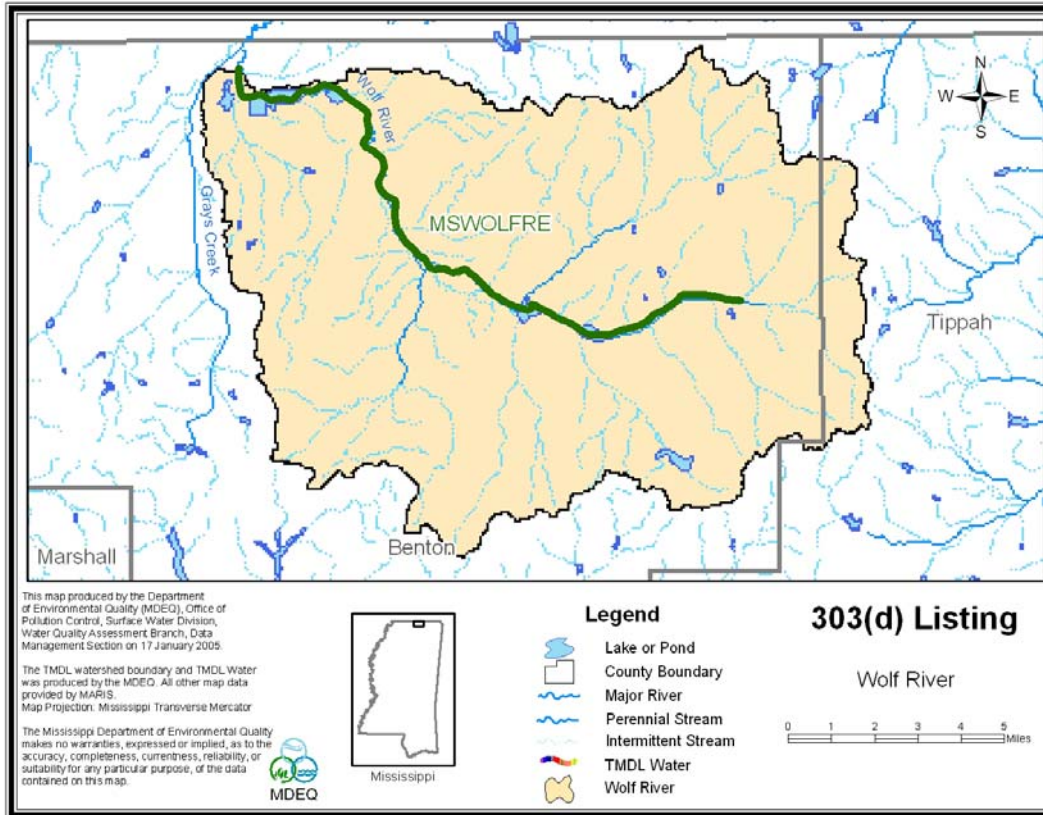 N
W E
S
Wolf River
Grays Creek
MSWOLFRE
Tippah
Marshall
Benton
This map produced by the Department
of Environmental Quality (MDEQ), Office of
Pollution Control, Surface Water Division,
Water Quality Assessment Branch, Data
Management Section on 17 January 2005.
The TMDL watershed boundary and TMDL Water
was produced by the MDEQ. All other map data
provided by MARIS.
Map Projection: Mississippi Transverse Mercator
The Mississippi Department of Environmental Quality
makes no warranties, expressed or implied, as to the
accuracy, completeness, currentness, reliability, or
suitability for any particular purpose, of the data
contained on this map.
MDEQ
Mississippi
Legend
Lake or Pond
County Boundary
Major River
Perennial Stream
Intermittent Stream
TMDL Water
Wolf River
303(d) Listing
Wolf River
0 1 2 3 4 5
Miles